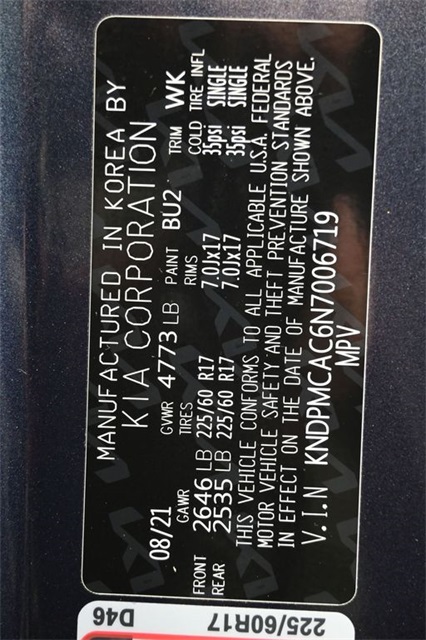 MANUFACTURED IN KOREA BY
KIA CORPORATION
08/21 GVWR 4773 LB PAINT BU2 TRIM WK
GAWR TIRES RIMS COLD TIRE INFL
FRONT 2646 LB 225/60 R17 7.0Jx17 35psi SINGLE
REAR 2535 LB 225/60 R17 7.0Jx17 35psi SINGLE
THIS VEHICLE CONFORMS TO ALL APPLICABLE U.S.A. FEDERAL
MOTOR VEHICLE SAFETY AND THEFT PREVENTION STANDARDS
IN EFFECT ON THE DATE OF MANUFACTURE SHOWN ABOVE.
V.I.N KNDPMCAC6N7006719
MPV
225/60R17
D46